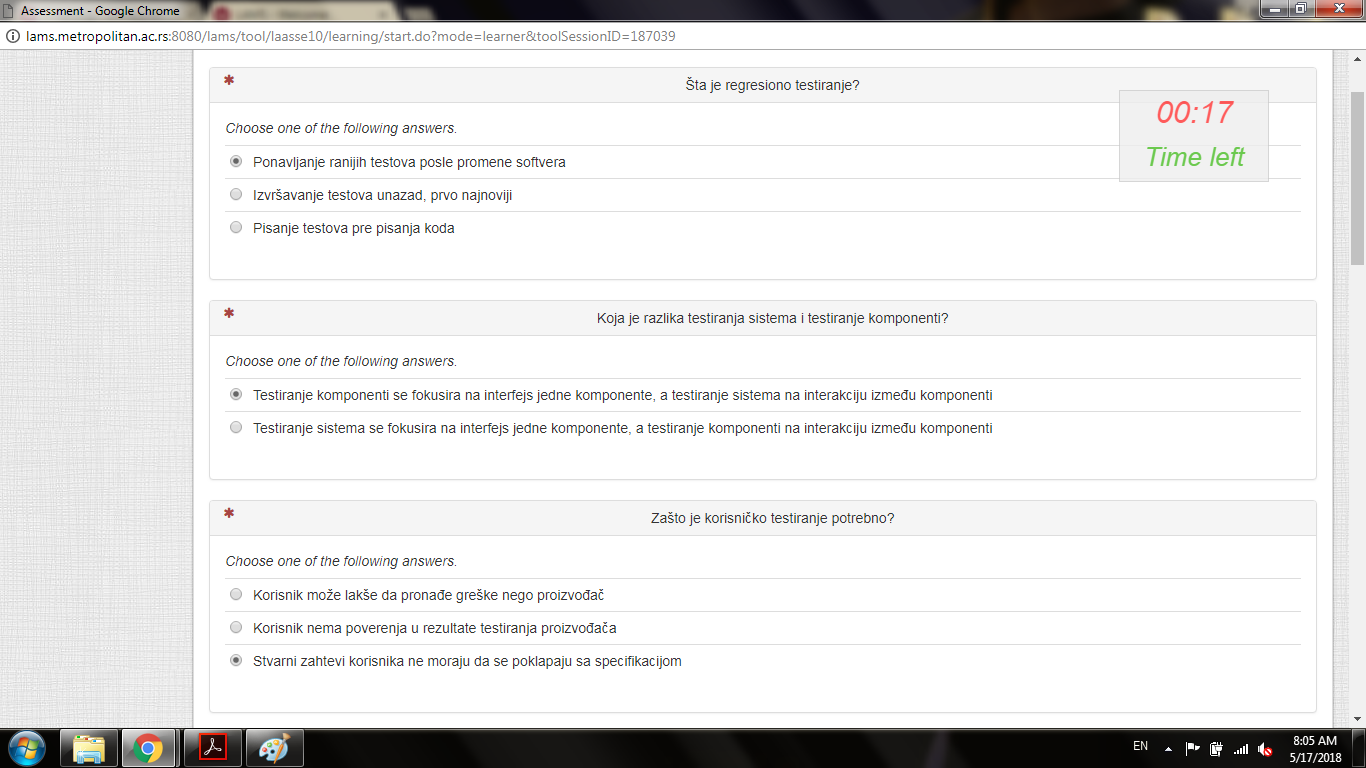 Assessment - Google Chrome
lams.metropolitan.ac.rs:8080/lams/tool/laasse10/learning/start.do?mode=learner&toolSessionID=187039
* Šta je regresiono testiranje?
00:17
Time left
Choose one of the following answers.
Ponavljanje ranijih testova posle promene softvera
Izvršavanje testova unazad, prvo najnoviji
Pisanje testova pre pisanja koda
* Koja je razlika testiranja sistema i testiranje komponenti?
Choose one of the following answers.
Testiranje komponenti se fokusira na interfejs jedne komponente, a testiranje sistema na interakciju između komponenti
Testiranje sistema se fokusira na interfejs jedne komponente, a testiranje komponenti na interakciju između komponenti
* Zašto je korisničko testiranje potrebno?
Choose one of the following answers.
Korisnik može lakše da pronađe greške nego proizvođač
Korisnik nema poverenja u rezultate testiranja proizvođača
Stvarni zahtevi korisnika ne moraju da se poklapaju sa specifikacijom
EN
8:05 AM
5/17/2018